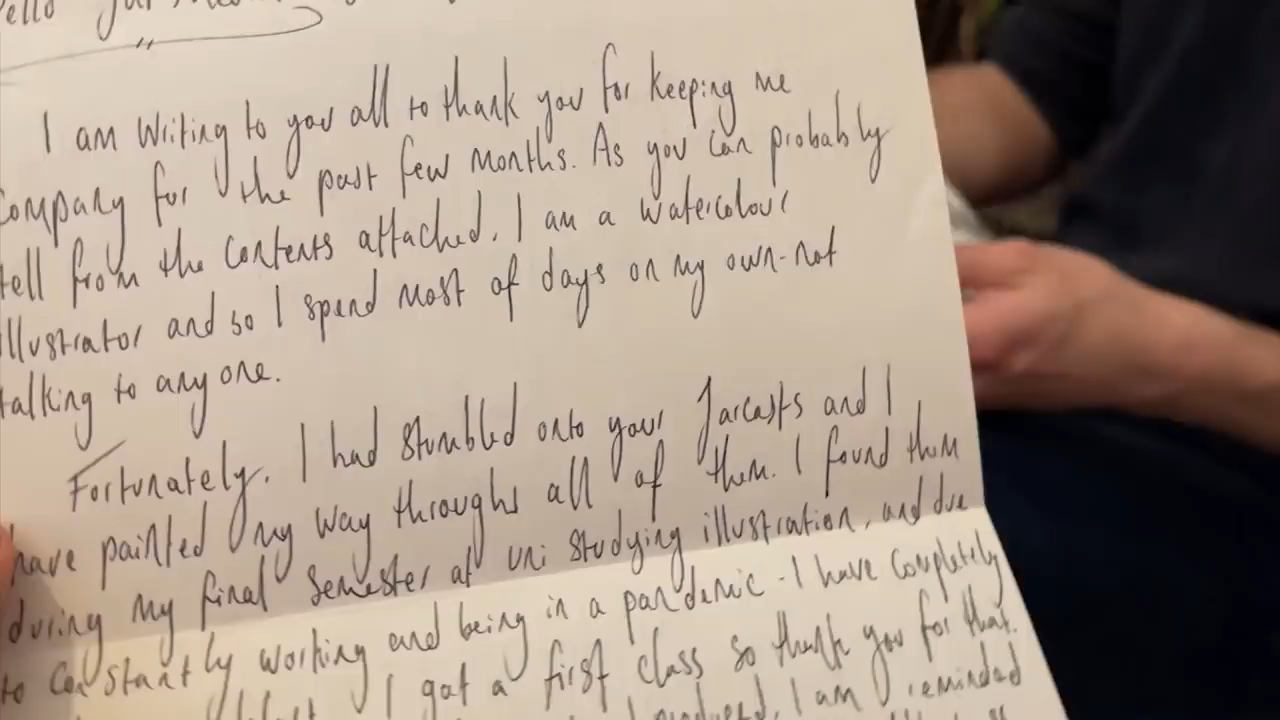 I am writing to you all to thank you for keeping me
company for the past few months. As you can probably
tell from the contents attached, I am a watercolour
illustrator and so I spend most of days on my own-not
talking to anyone.
Fortunately, I had stumbled onto your Jarcasts and I
have painted my way throughs all of them. I found them
during my final semester at uni studying illustration, and due
to constantly working and being in a pandemic - I have completely
I got a first class so thank you for that.
I am reminded